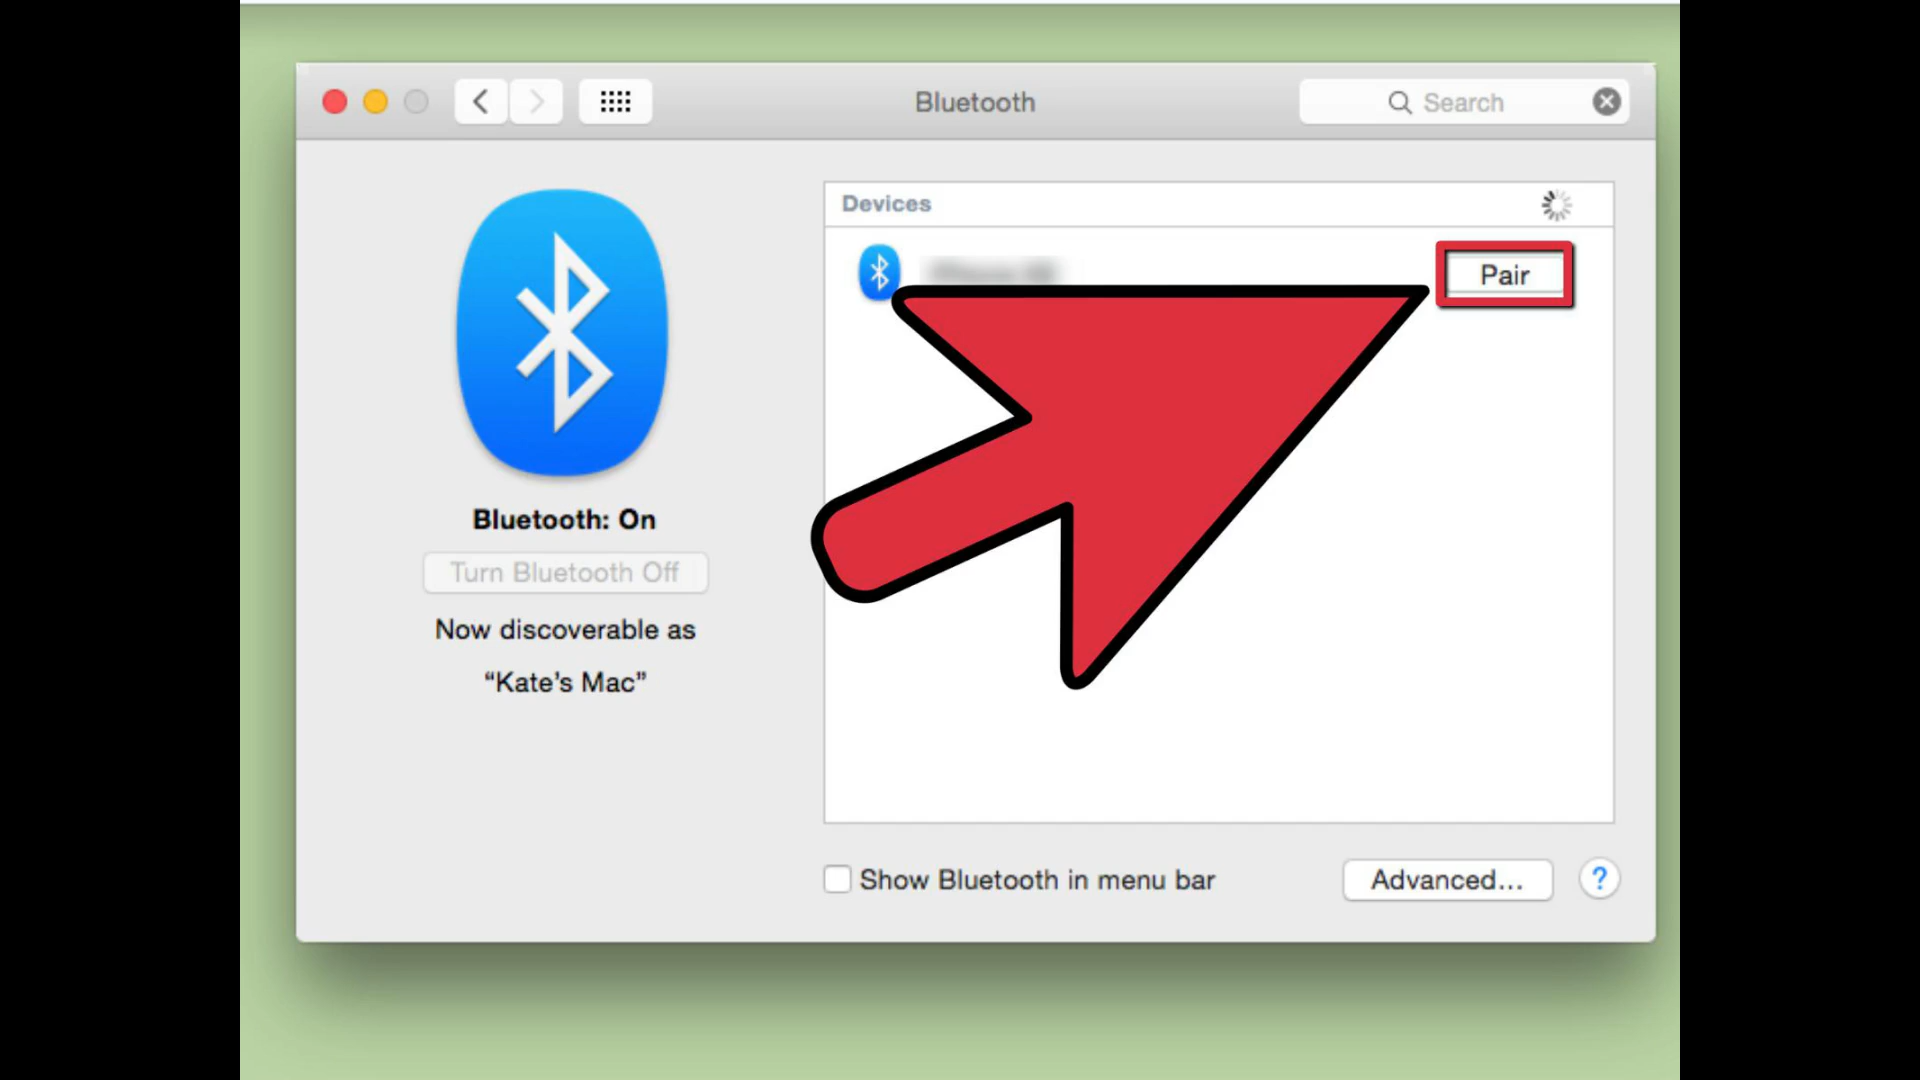 Bluetooth
Search
Devices
Pair
Bluetooth: On
Turn Bluetooth Off
Now discoverable as
“Kate’s Mac”
Show Bluetooth in menu bar
Advanced...
?